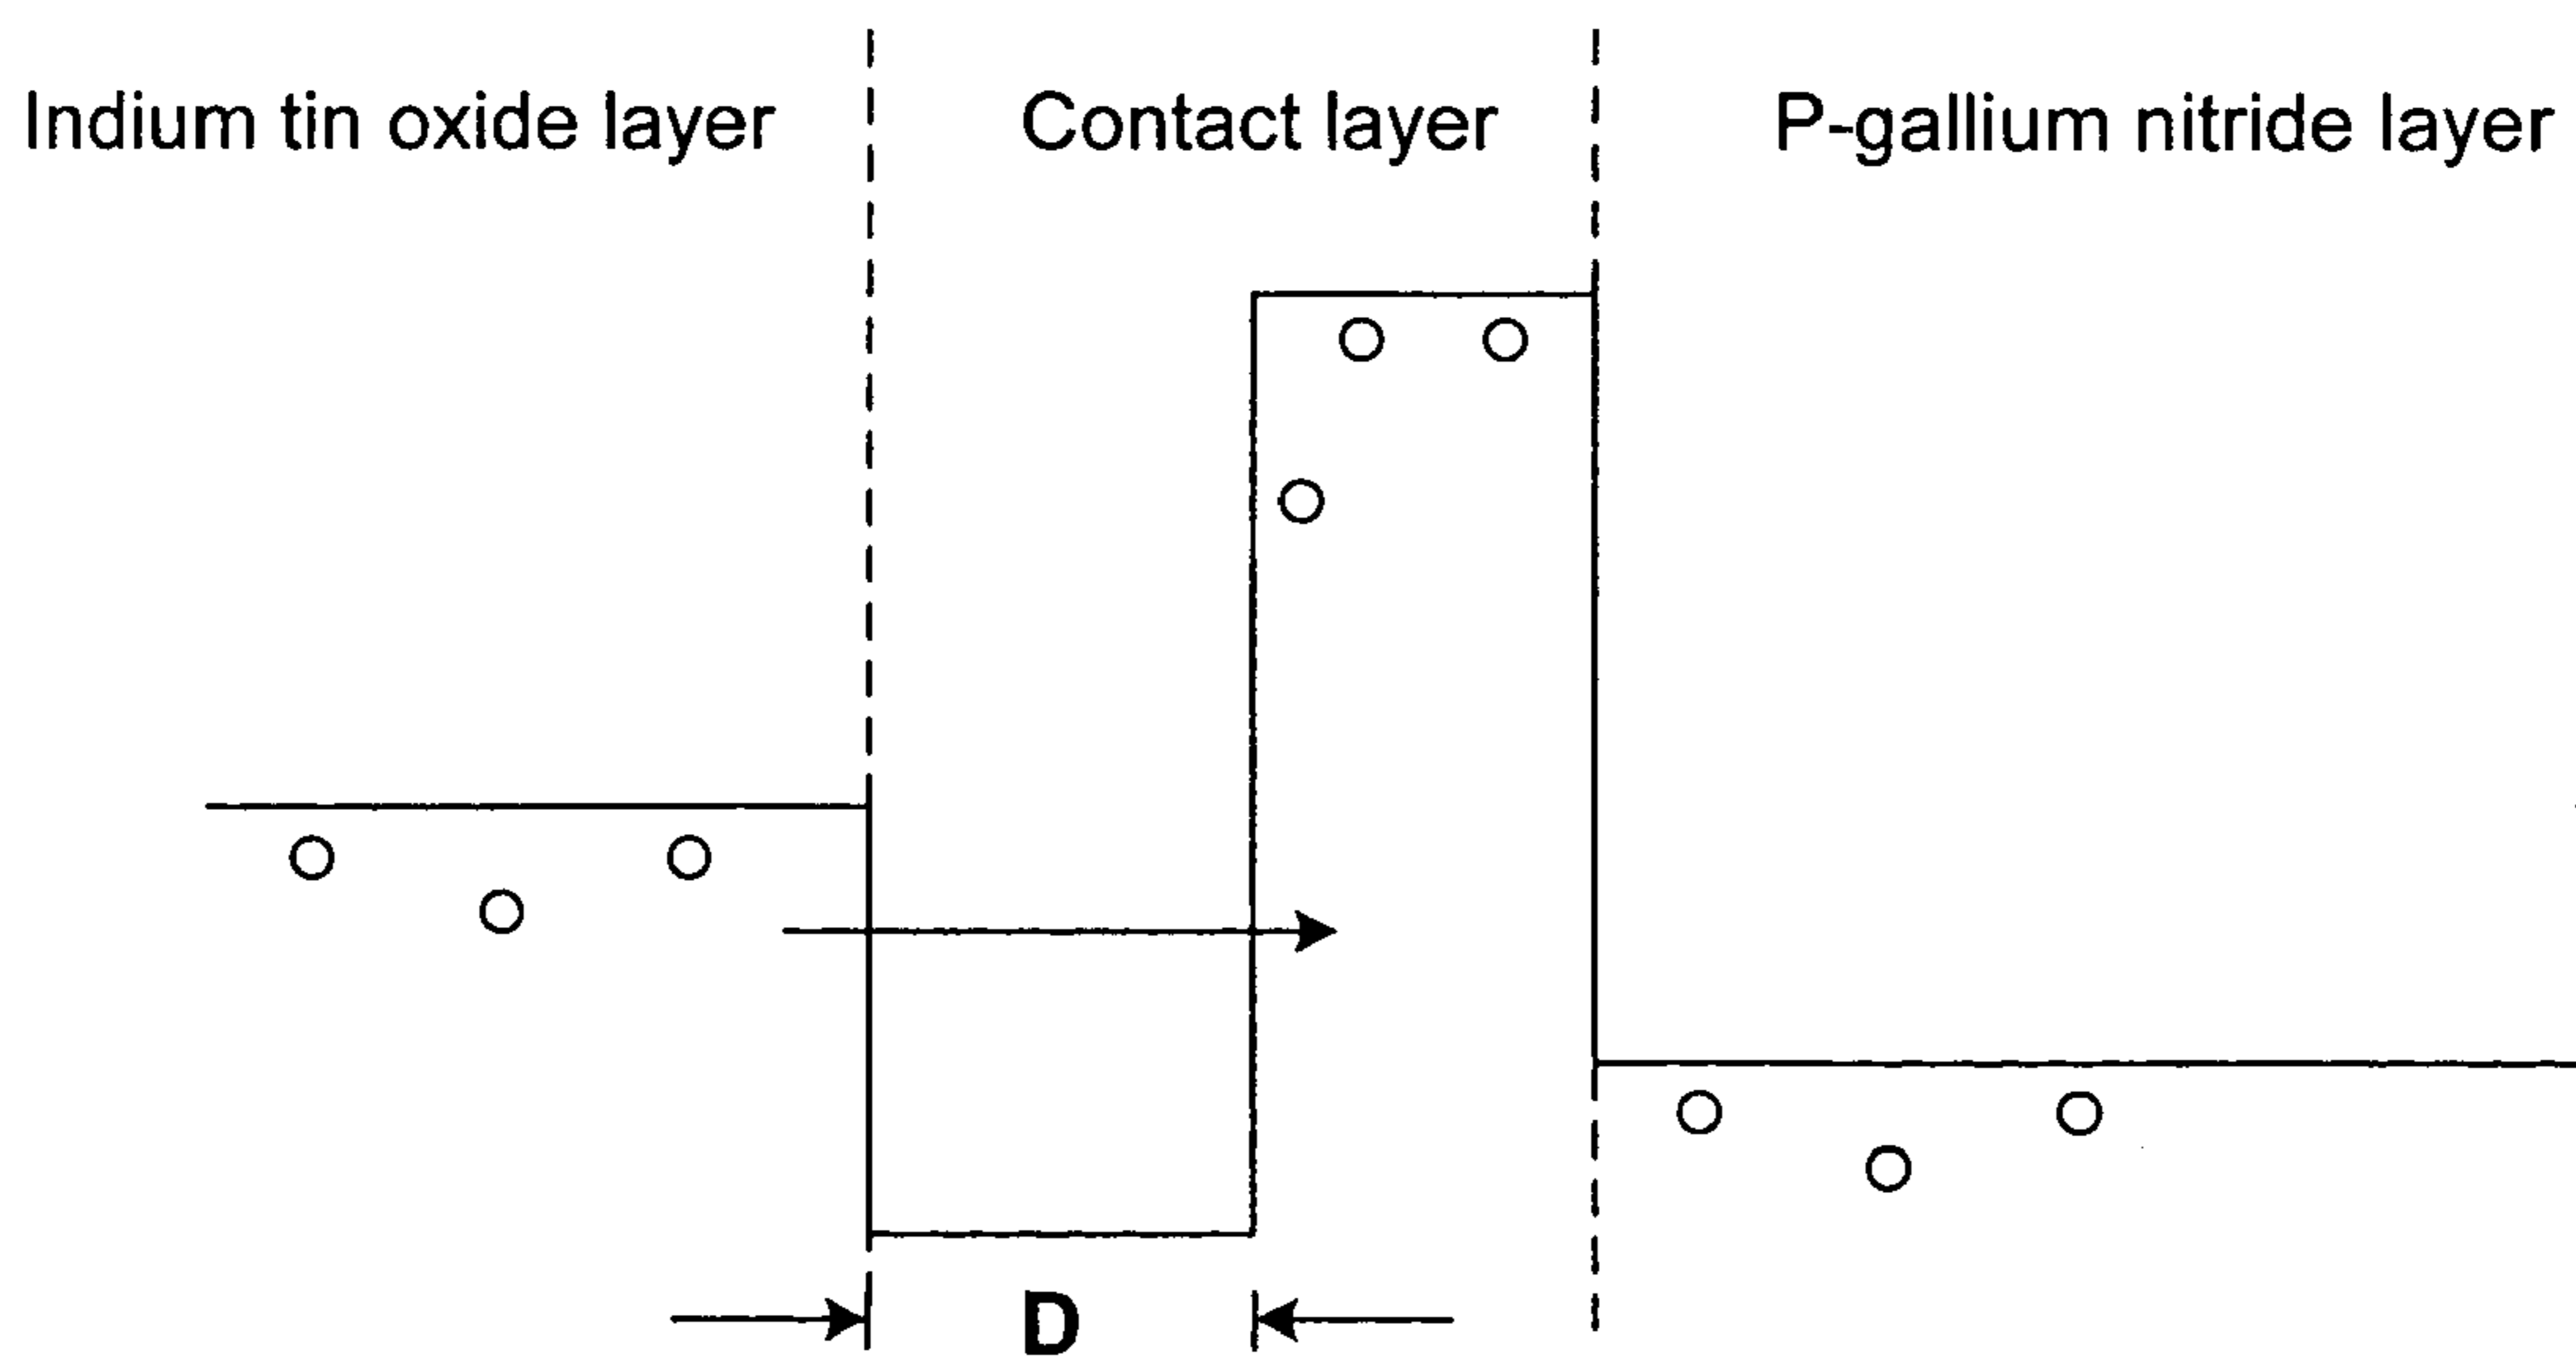 Indium tin oxide layer
Contact layer
P-gallium nitride layer
D